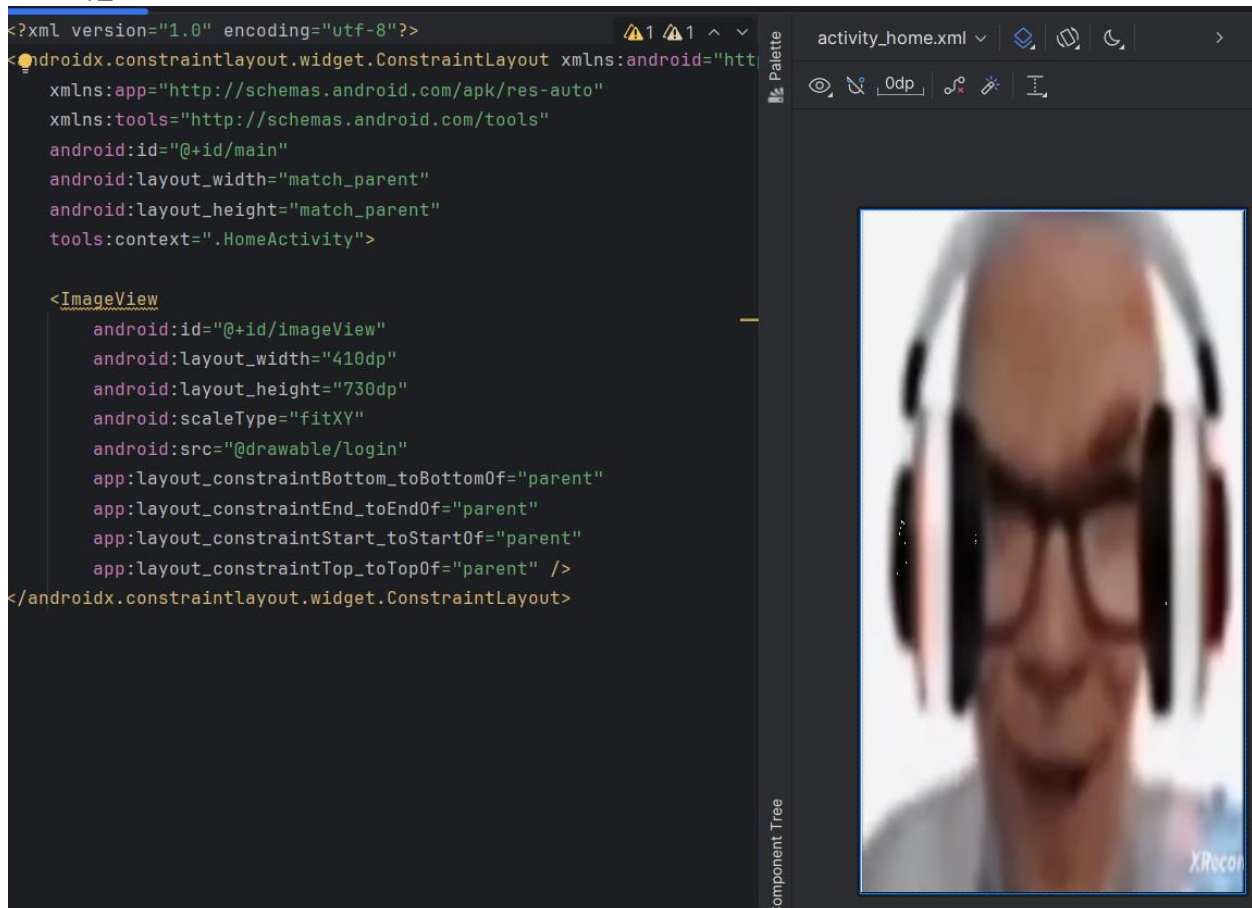 <?xml version="1.0" encoding="utf-8"?>
1 1
<androidx.constraintlayout.widget.ConstraintLayout xmlns:android="http
xmlns:app="http://schemas.android.com/apk/res-auto"
xmlns:tools="http://schemas.android.com/tools"
android:id="@+id/main"
android:layout_width="match_parent"
android:layout_height="match_parent"
tools:context=".HomeActivity">
<ImageView
android:id="@+id/imageView"
android:layout_width="410dp"
android:layout_height="730dp"
android:scaleType="fitXY"
android:src="@drawable/login"
app:layout_constraintBottom_toBottomOf="parent"
app:layout_constraintEnd_toEndOf="parent"
app:layout_constraintStart_toStartOf="parent"
app:layout_constraintTop_toTopOf="parent" />
</androidx.constraintlayout.widget.ConstraintLayout>
Palette
Component Tree
activity_home.xml
0dp
XRecor